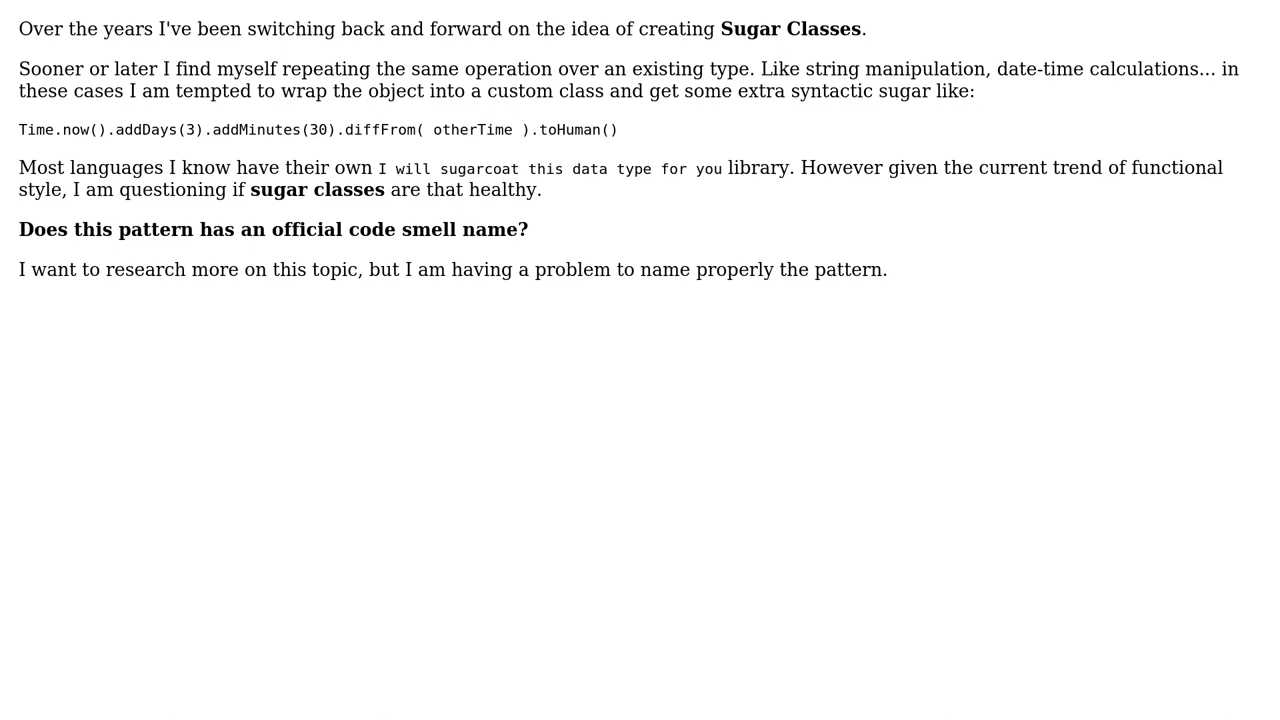 Over the years I've been switching back and forward on the idea of creating Sugar Classes.
Sooner or later I find myself repeating the same operation over an existing type. Like string manipulation, date-time calculations... in
these cases I am tempted to wrap the object into a custom class and get some extra syntactic sugar like:
Time.now().addDays(3).addMinutes(30).diffFrom( otherTime ).toHuman()
Most languages I know have their own I will sugarcoat this data type for you library. However given the current trend of functional
style, I am questioning if sugar classes are that healthy.
Does this pattern has an official code smell name?
I want to research more on this topic, but I am having a problem to name properly the pattern.